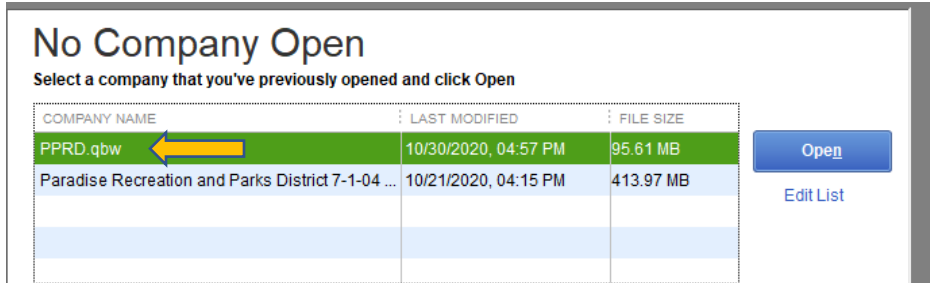 No Company Open
Select a company that you've previously opened and click Open
COMPANY NAME LAST MODIFIED FILE SIZE
PPRD.qbw 10/30/2020, 04:57 PM 95.61 MB
Open
Paradise Recreation and Parks District 7-1-04 ... 10/21/2020, 04:15 PM 413.97 MB
Edit List